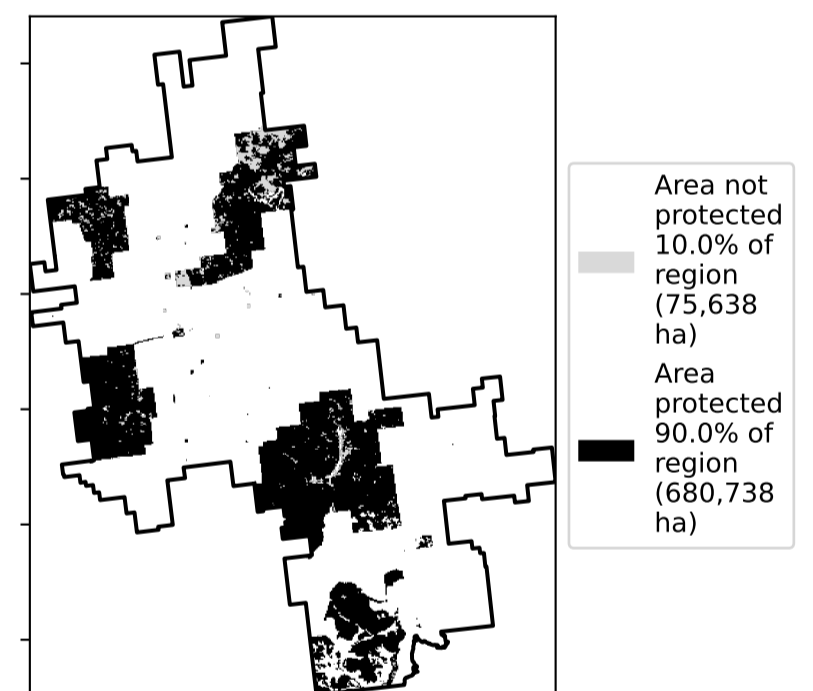 Area not
protected
10.0% of
region
(75,638
ha)
Area
protected
90.0% of
region
(680,738
ha)